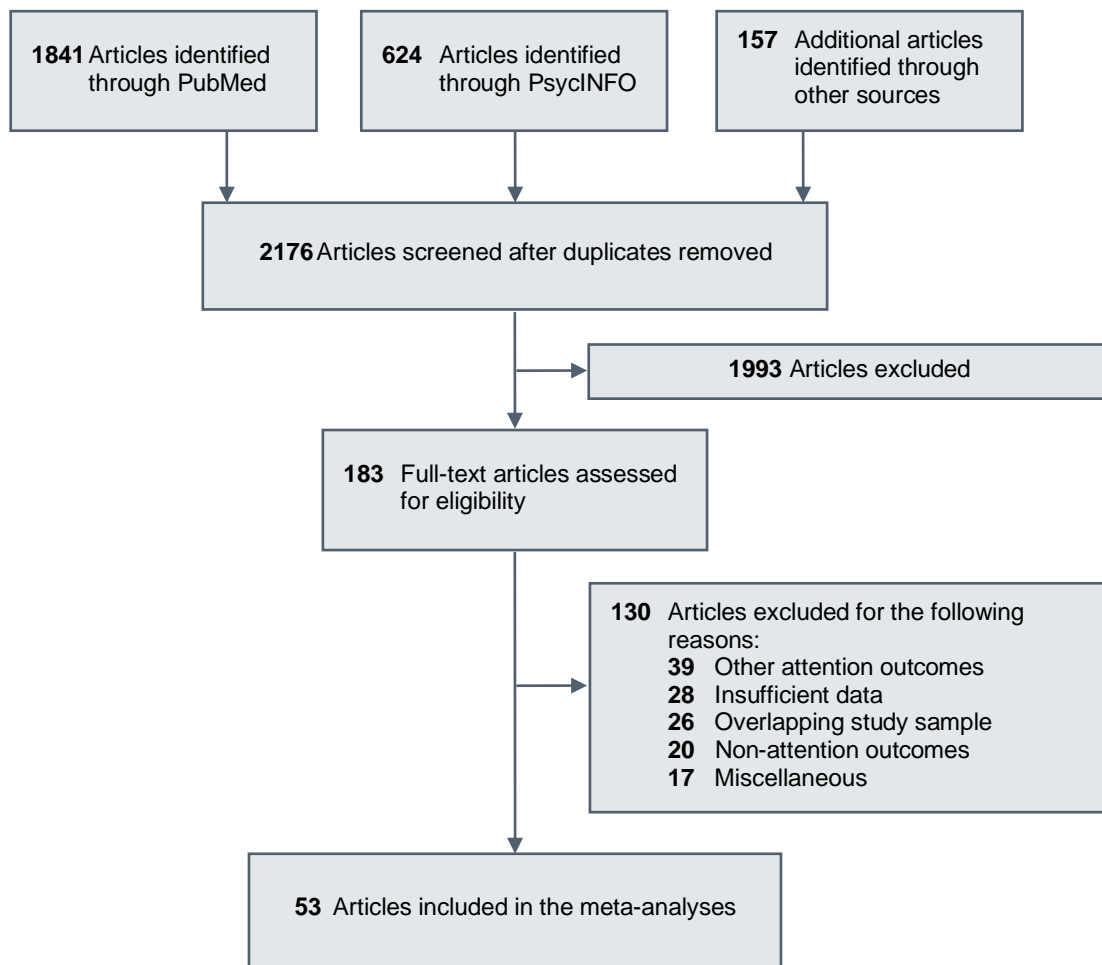 1841 Articles identified
through PubMed
624 Articles identified
through PsycINFO
157 Additional articles
identified through
other sources
2176 Articles screened after duplicates removed
1993 Articles excluded
183 Full-text articles assessed
for eligibility
130 Articles excluded for the following
reasons:
39 Other attention outcomes
28 Insufficient data
26 Overlapping study sample
20 Non-attention outcomes
17 Miscellaneous
53 Articles included in the meta-analyses